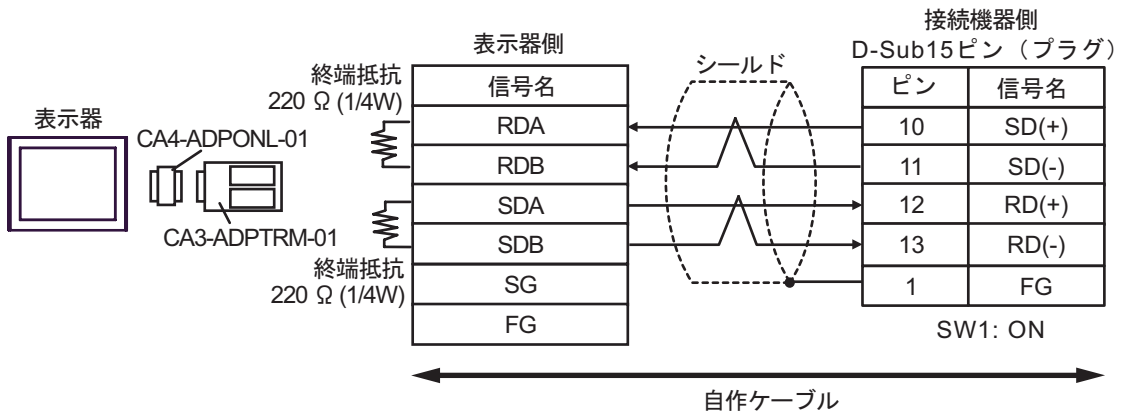 表示器
CA4-ADPONL-01
CA3-ADPTRM-01
終端抵抗
220 Ω (1/4W)
終端抵抗
220 Ω (1/4W)
表示器側
信号名
RDA
RDB
SDA
SDB
SG
FG
シールド
接続機器側
D-Sub15ピン（プラグ）
ピン 信号名
10 SD(+)
11 SD(-)
12 RD(+)
13 RD(-)
1 FG
SW1: ON
自作ケーブル